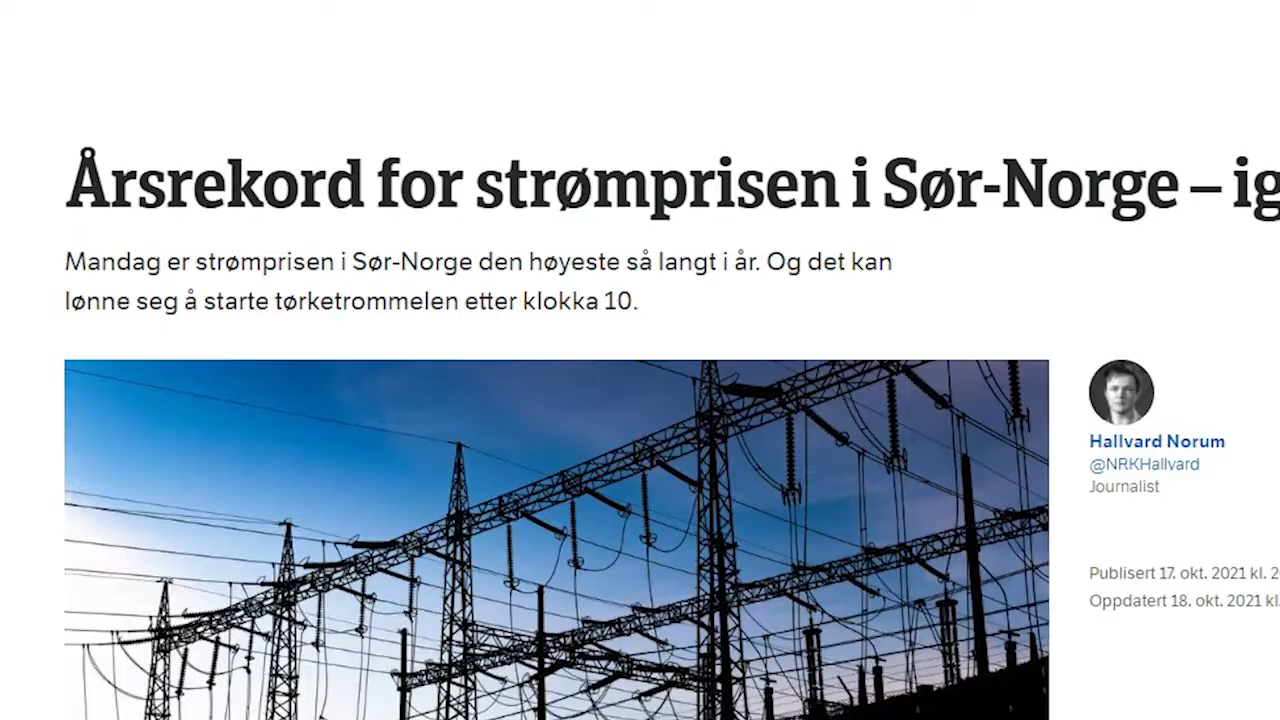 Årsrekord for strømprisen i Sør-Norge – ig
Mandag er strømprisen i Sør-Norge den høyeste så langt i år. Og det kan
lønne seg å starte tørketrommelen etter klokka 10.
Hallvard Norum
@NRKHallvard
Journalist
Publisert 17. okt. 2021 kl. 2
Oppdatert 18. okt. 2021 kl.